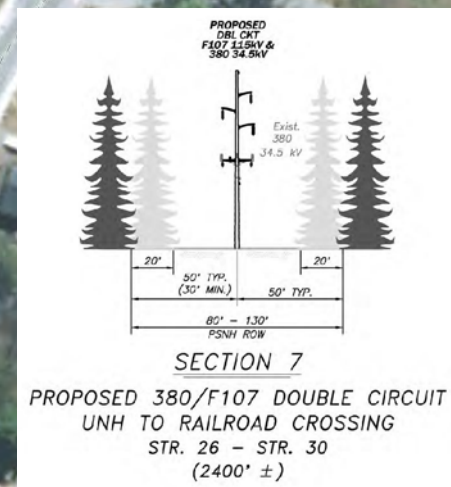 PROPOSED
DBL CKT
F107 115kV &
380 34.5kV
Exist.
380
34.5 kV
20'
20'
50' TYP.
(30' MIN.)
50' TYP.
80' – 130'
PSNH ROW
SECTION 7
PROPOSED 380/F107 DOUBLE CIRCUIT
UNH TO RAILROAD CROSSING
STR. 26 – STR. 30
(2400' ±)